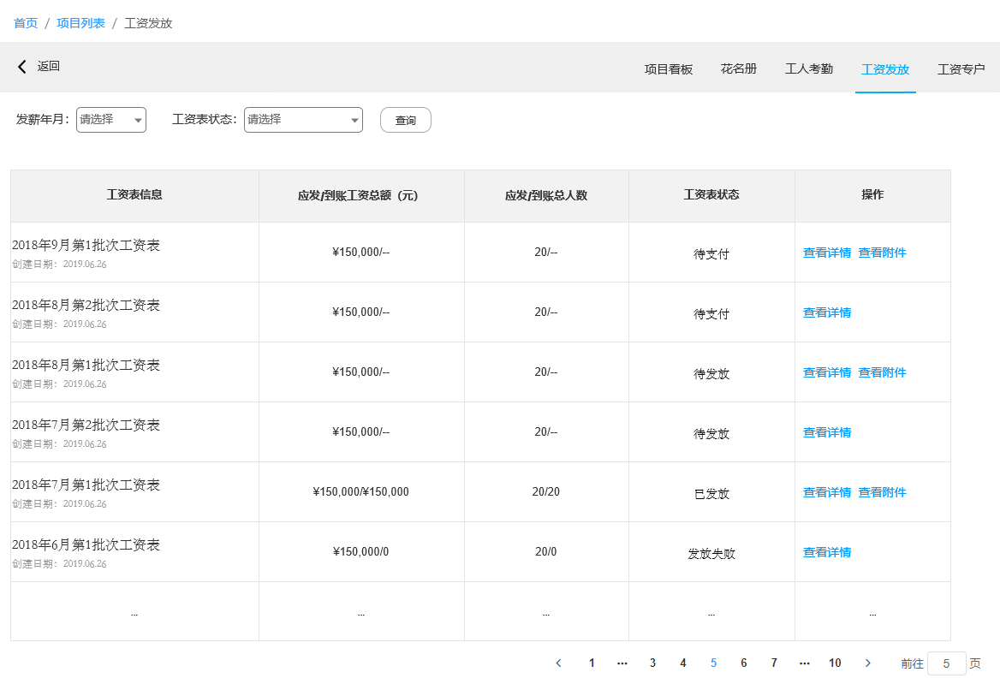 首页 / 项目列表 / 工资发放
返回 项目看板 花名册 工人考勤 工资发放 工资专户
发薪年月： 请选择 工资表状态： 请选择 查询
工资表信息 应发/到账工资总额（元） 应发/到账总人数 工资表状态 操作
2018年9月第1批次工资表
创建日期：2019.06.26
¥150,000/-- 20/-- 待支付 查看详情 查看附件
2018年8月第2批次工资表
创建日期：2019.06.26
¥150,000/-- 20/-- 待支付 查看详情
2018年8月第1批次工资表
创建日期：2019.06.26
¥150,000/-- 20/-- 待发放 查看详情 查看附件
2018年7月第2批次工资表
创建日期：2019.06.26
¥150,000/-- 20/-- 待发放 查看详情
2018年7月第1批次工资表
创建日期：2019.06.26
¥150,000/¥150,000 20/20 已发放 查看详情 查看附件
2018年6月第1批次工资表
创建日期：2019.06.26
¥150,000/0 20/0 发放失败 查看详情
... ... ... ... ...
1 ••• 3 4 5 6 7 ••• 10 前往 5 页